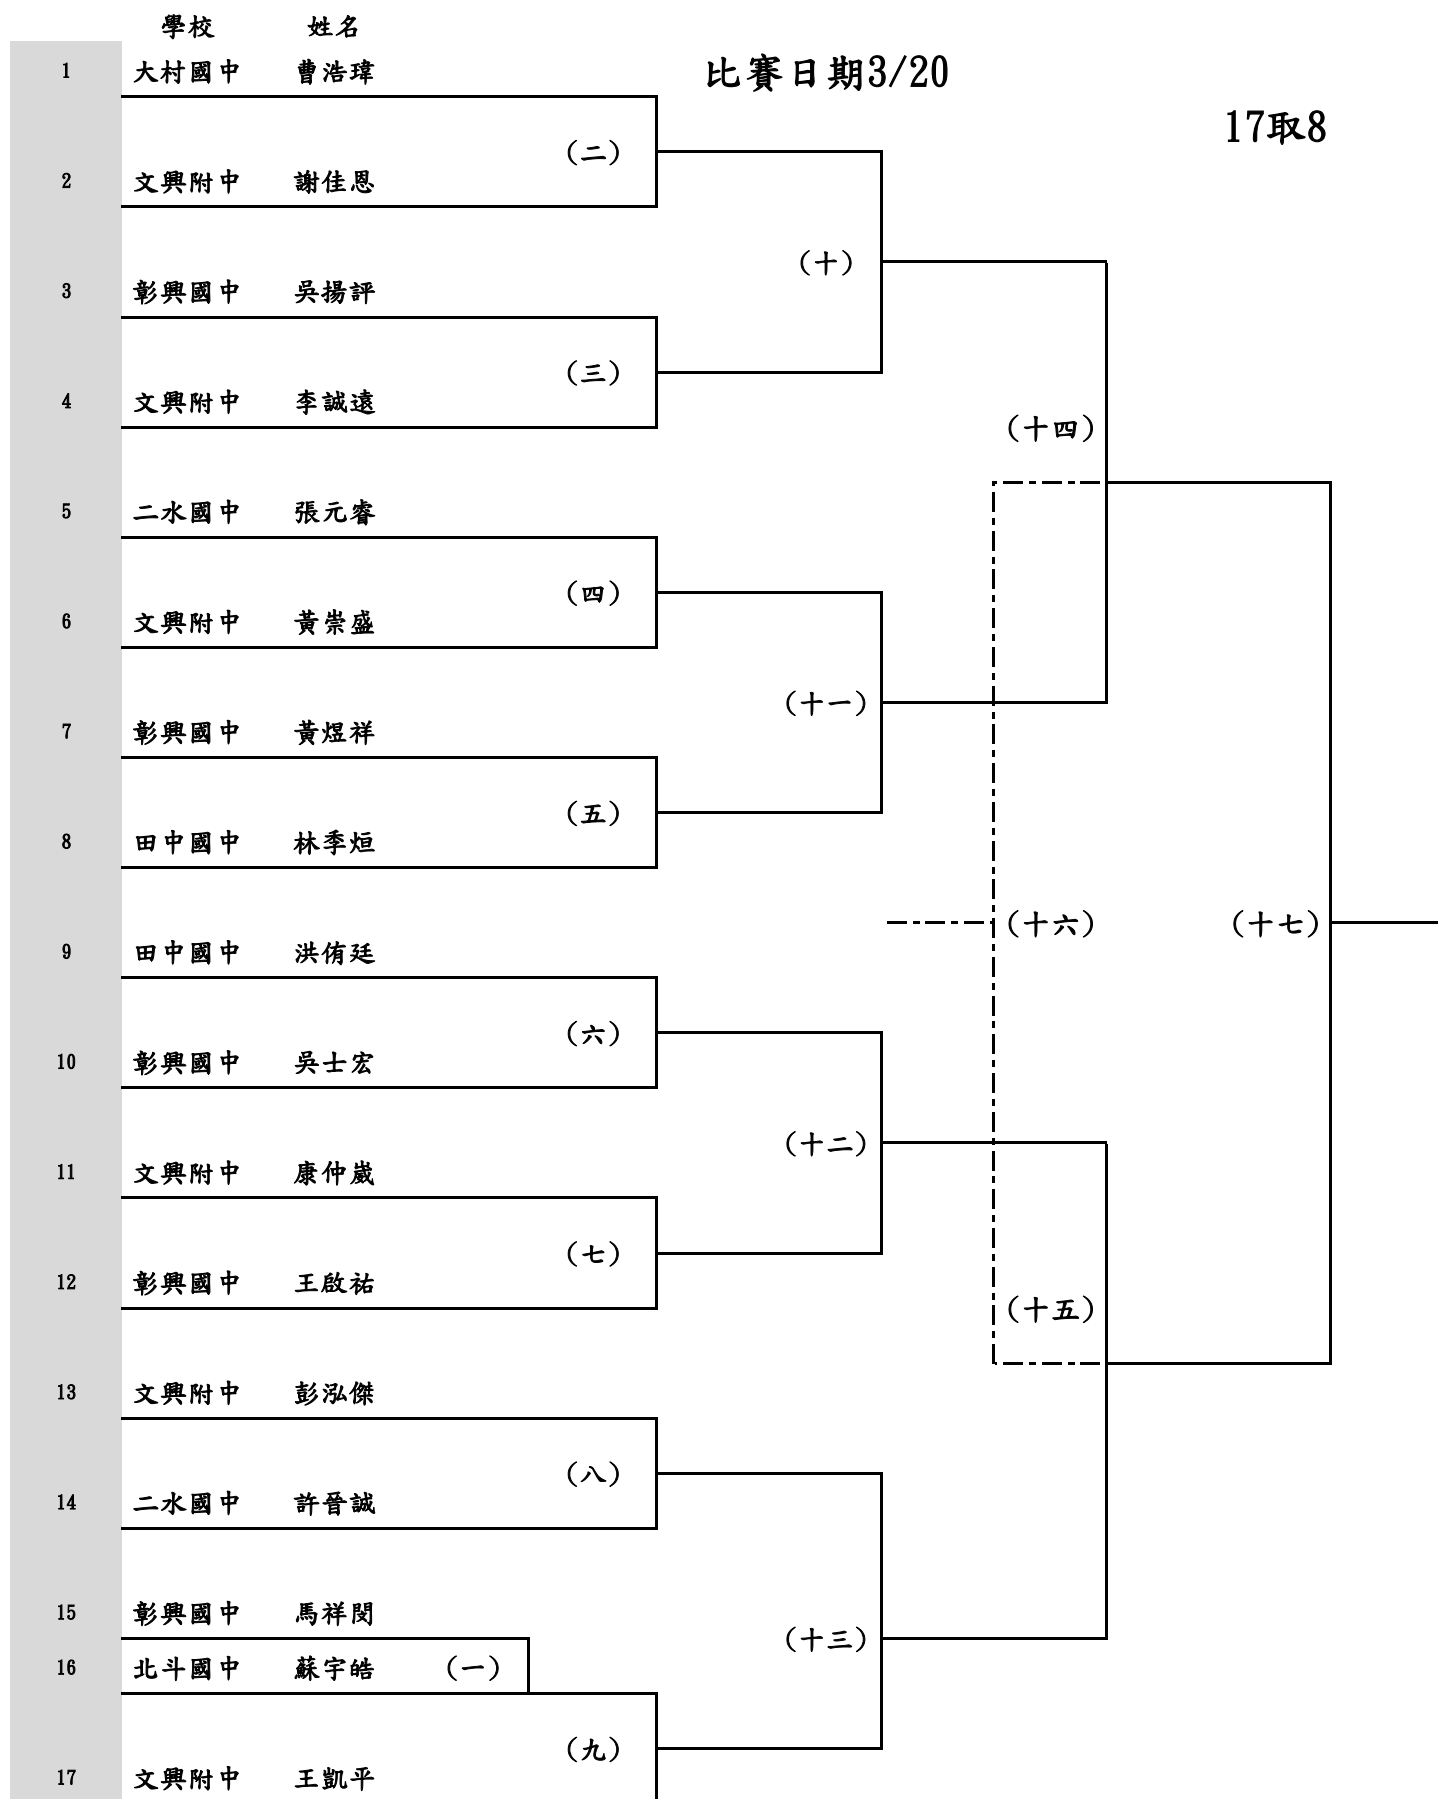 學校 姓名
1 大村國中 曹浩瑋
比賽日期3/20
17取8
(二)
2 文興附中 謝佳恩
(十)
3 彰興國中 吳揚評
(三)
4 文興附中 李誠遠
(十四)
5 二水國中 張元睿
(四)
6 文興附中 黃崇盛
(十一)
7 彰興國中 黃煜祥
(五)
8 田中國中 林季烜
(十六) (十七)
9 田中國中 洪侑廷
(六)
10 彰興國中 吳士宏
(十二)
11 文興附中 康仲崴
(七)
12 彰興國中 王啟祐
(十五)
13 文興附中 彭泓傑
(八)
14 二水國中 許晉誠
15 彰興國中 馬祥閔
(十三)
16 北斗國中 蘇宇皓 (一)
(九)
17 文興附中 王凱平